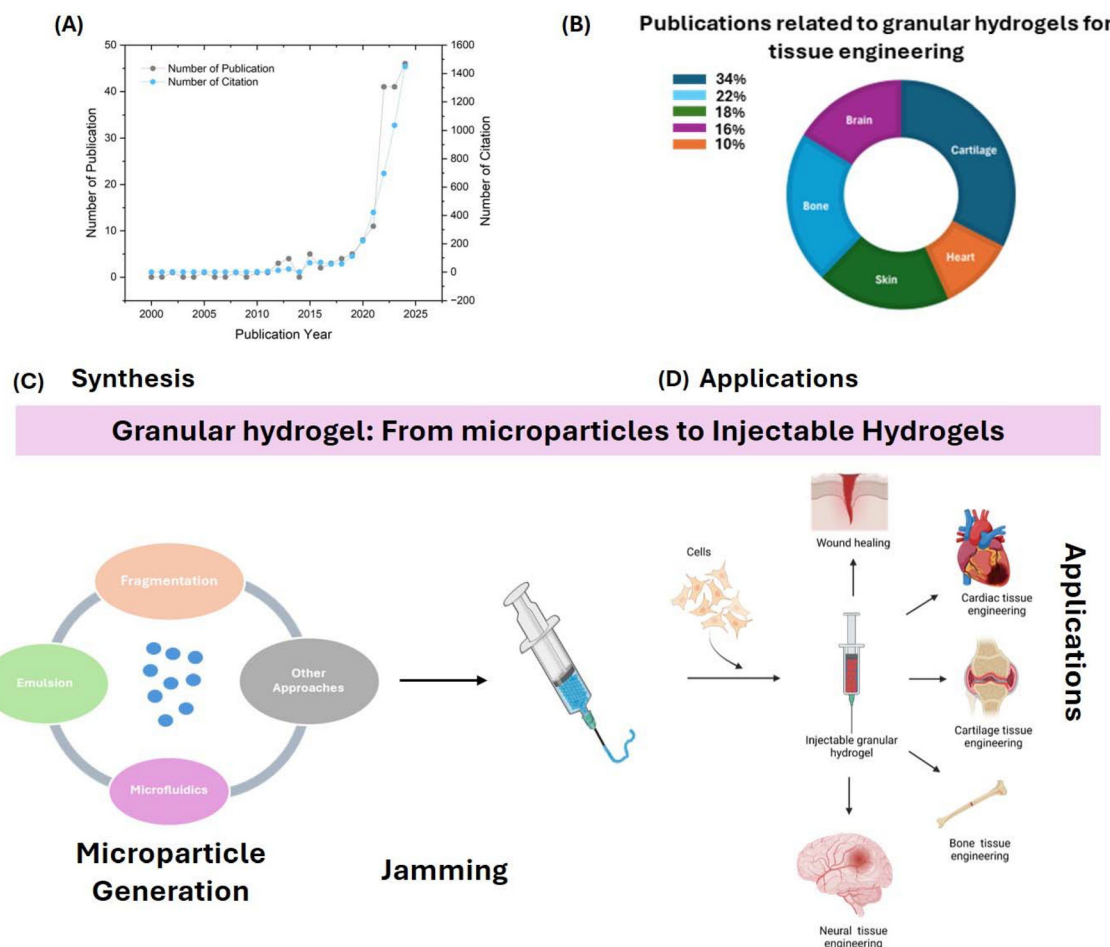 (A)
50
40
30
20
10
0
1600
1400
1200
1000
800
600
400
200
0
−200
Number of Publication
Number of Citation
Number of Publication
Number of Citation
2000 2005 2010 2015 2020 2025
Publication Year
(B)
Publications related to granular hydrogels for
tissue engineering
34%
22%
18%
16%
10%
Brain
Cartilage
Bone
Heart
Skin
(C) Synthesis
(D) Applications
Granular hydrogel: From microparticles to Injectable Hydrogels
Fragmentation
Emulsion
Other
Approaches
Microfluidics
Microparticle
Generation
Jamming
Cells
Wound healing
Cardiac tissue
engineering
Cartilage tissue
engineering
Injectable granular
hydrogel
Bone tissue
engineering
Neural tissue
engineering
Applications